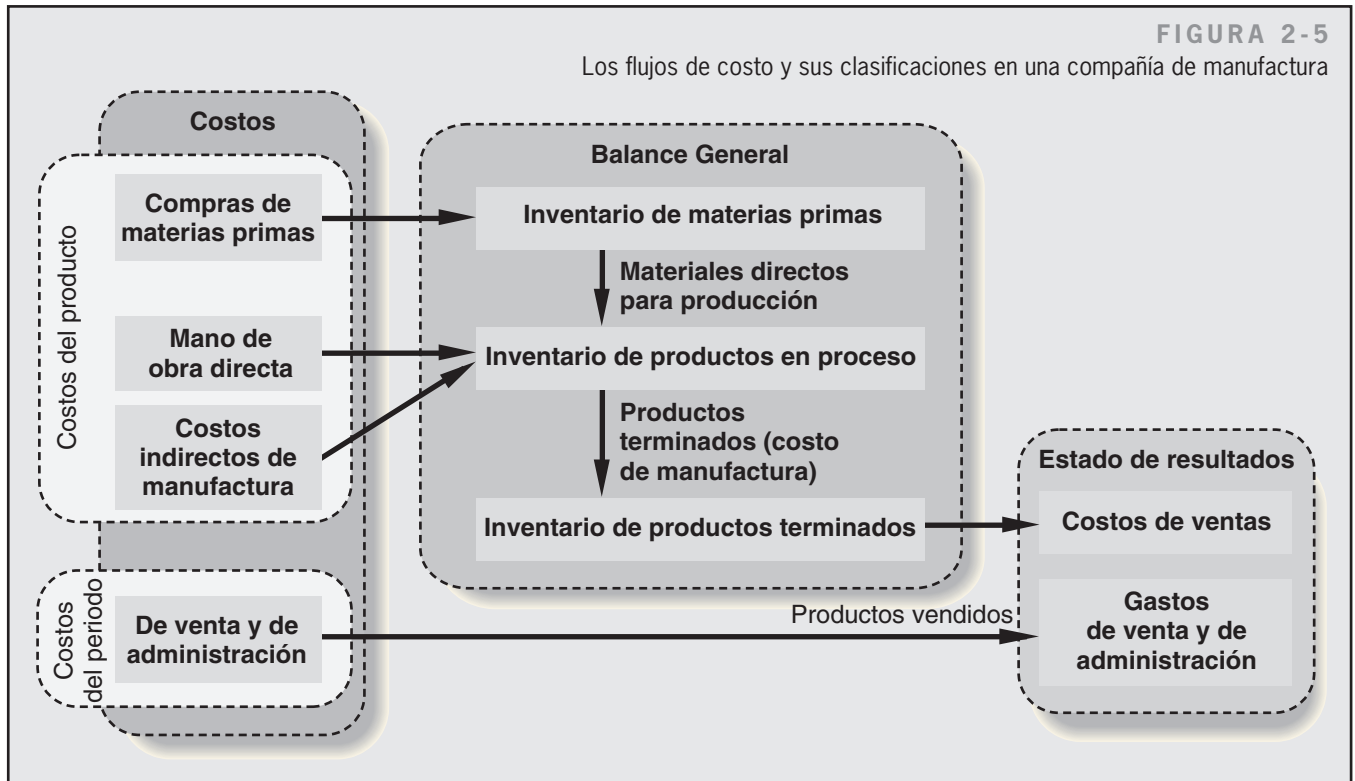 FIGURA 2-5
Los flujos de costo y sus clasificaciones en una compañía de manufactura
Costos
Costos del producto
Compras de
materias primas
Mano de
obra directa
Costos
indirectos de
manufactura
Costos
del periodo
De venta y de
administración
Balance General
Inventario de materias primas
Materiales directos
para producción
Inventario de productos en proceso
Productos
terminados (costo
de manufactura)
Inventario de productos terminados
Productos vendidos
Estado de resultados
Costos de ventas
Gastos
de venta y de
administración